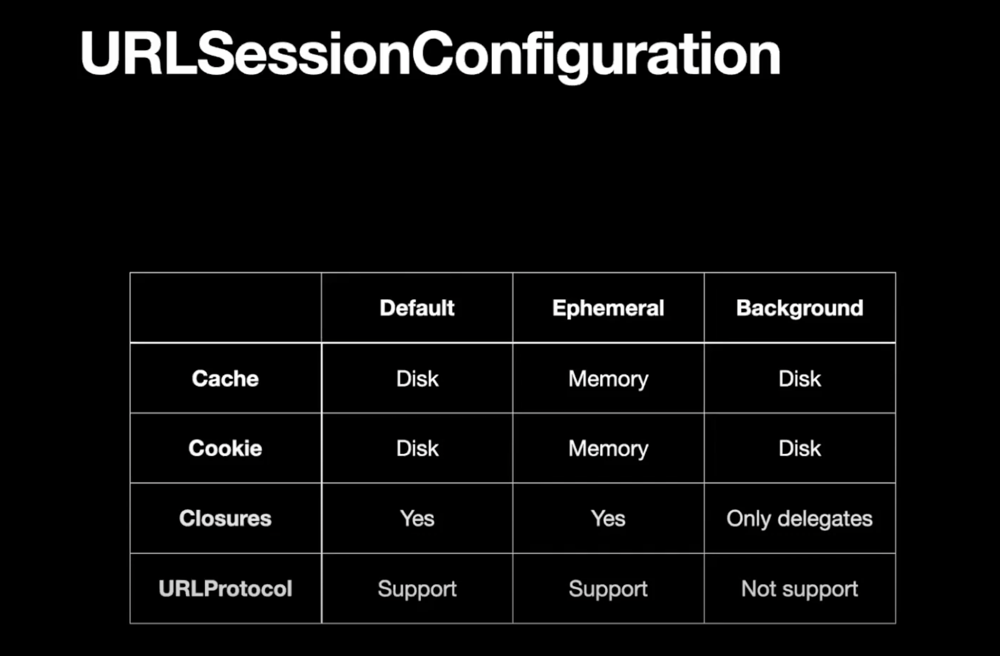 URLSessionConfiguration
Default Ephemeral Background
Cache Disk Memory Disk
Cookie Disk Memory Disk
Closures Yes Yes Only delegates
URLProtocol Support Support Not support